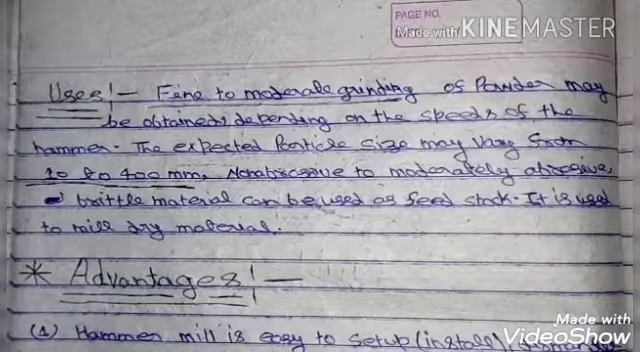 PAGE NO.
Made with KINEMASTER
Uses:- Fine to moderate grinding of Powder may
be obtained depending on the speeds of the
hammer. The expected Particle size may vary from
10 to 400 mm, Nonabrassive to moderately abresive,
brittle material can be used as feed stock. It is used
to mill dry material.
* Advantages:-
(1) Hammer mill is easy to setup (install)
Made with
VideoShow